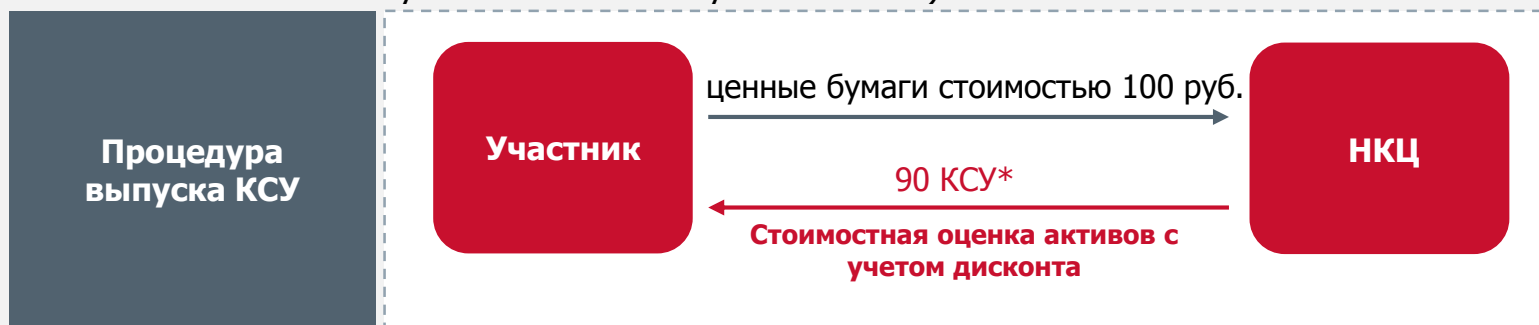 Процедура
выпуска КСУ
Участник
ценные бумаги стоимостью 100 руб.
90 КСУ*
Стоимостная оценка активов с
учетом дисконта
НКЦ